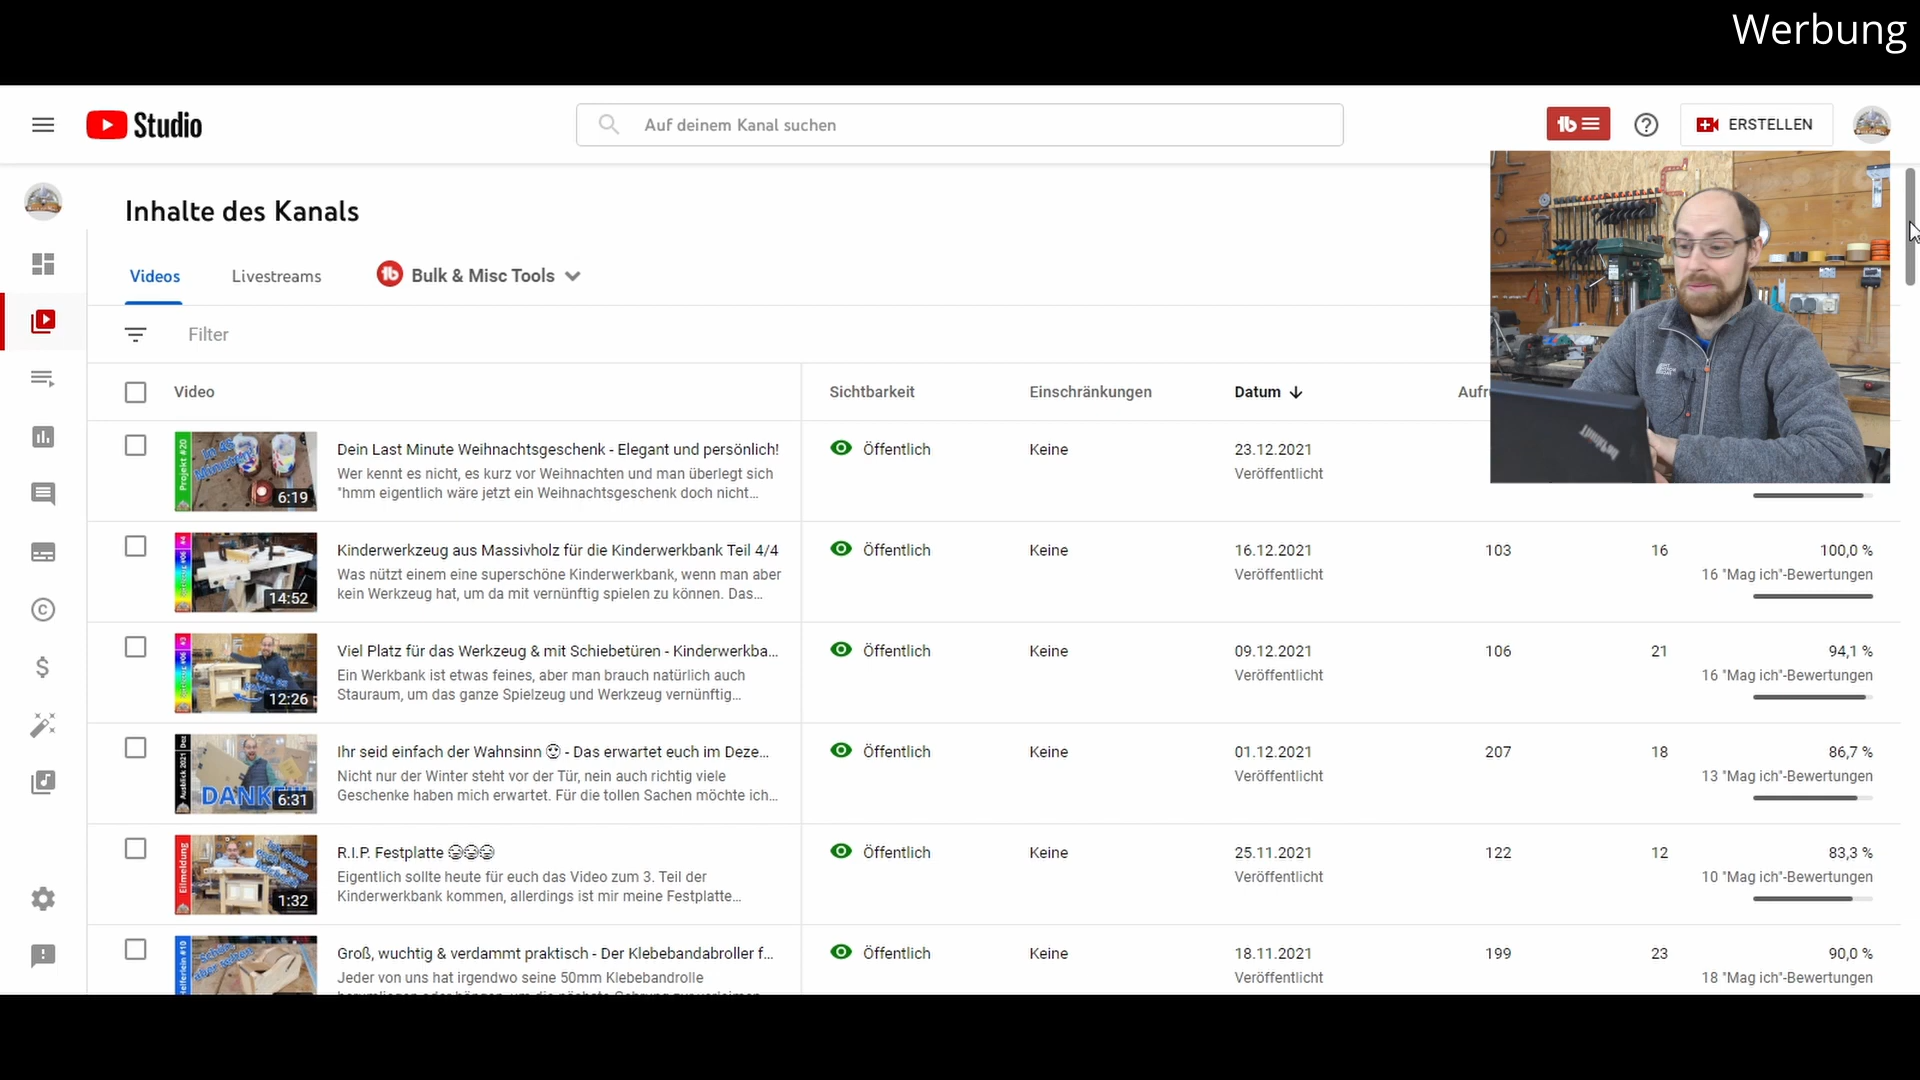 Werbung
Studio
Auf deinem Kanal suchen
ERSTELLEN
Inhalte des Kanals
Videos
Livestreams
Bulk & Misc Tools
Filter
Video
Sichtbarkeit
Einschränkungen
Datum
Projekt #20
6:19
Dein Last Minute Weihnachtsgeschenk - Elegant und persönlich!
Wer kennt es nicht, es kurz vor Weihnachten und man überlegt sich
"hmm eigentlich wäre jetzt ein Weihnachtsgeschenk doch nicht...
Öffentlich
Keine
23.12.2021
Veröffentlicht
14:52
Kinderwerkzeug aus Massivholz für die Kinderwerkbank Teil 4/4
Was nützt einem eine superschöne Kinderwerkbank, wenn man aber
kein Werkzeug hat, um da mit vernünftig spielen zu können. Das...
Öffentlich
Keine
16.12.2021
Veröffentlicht
103
16
100,0 %
16 "Mag ich"-Bewertungen
12:26
Viel Platz für das Werkzeug & mit Schiebetüren - Kinderwerkba...
Ein Werkbank ist etwas feines, aber man brauch natürlich auch
Stauraum, um das ganze Spielzeug und Werkzeug vernünftig...
Öffentlich
Keine
09.12.2021
Veröffentlicht
106
21
94,1 %
16 "Mag ich"-Bewertungen
Ausblick 2021 Dez
DANK
6:31
Ihr seid einfach der Wahnsinn 🙂 - Das erwartet euch im Deze...
Nicht nur der Winter steht vor der Tür, nein auch richtig viele
Geschenke haben mich erwartet. Für die tollen Sachen möchte ich...
Öffentlich
Keine
01.12.2021
Veröffentlicht
207
18
86,7 %
13 "Mag ich"-Bewertungen
Eilmeldung
1:32
R.I.P. Festplatte 😭😭😭
Eigentlich sollte heute für euch das Video zum 3. Teil der
Kinderwerkbank kommen, allerdings ist mir meine Festplatte...
Öffentlich
Keine
25.11.2021
Veröffentlicht
122
12
83,3 %
10 "Mag ich"-Bewertungen
Groß, wuchtig & verdammt praktisch - Der Klebebandabroller f...
Jeder von uns hat irgendwo seine 50mm Klebebandrolle
Öffentlich
Keine
18.11.2021
Veröffentlicht
199
23
90,0 %
18 "Mag ich"-Bewertungen